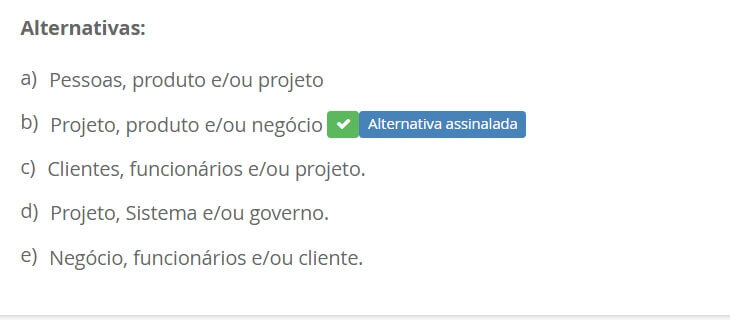 Alternativas:
a) Pessoas, produto e/ou projeto
b) Projeto, produto e/ou negócio Alternativa assinalada
c) Clientes, funcionários e/ou projeto.
d) Projeto, Sistema e/ou governo.
e) Negócio, funcionários e/ou cliente.